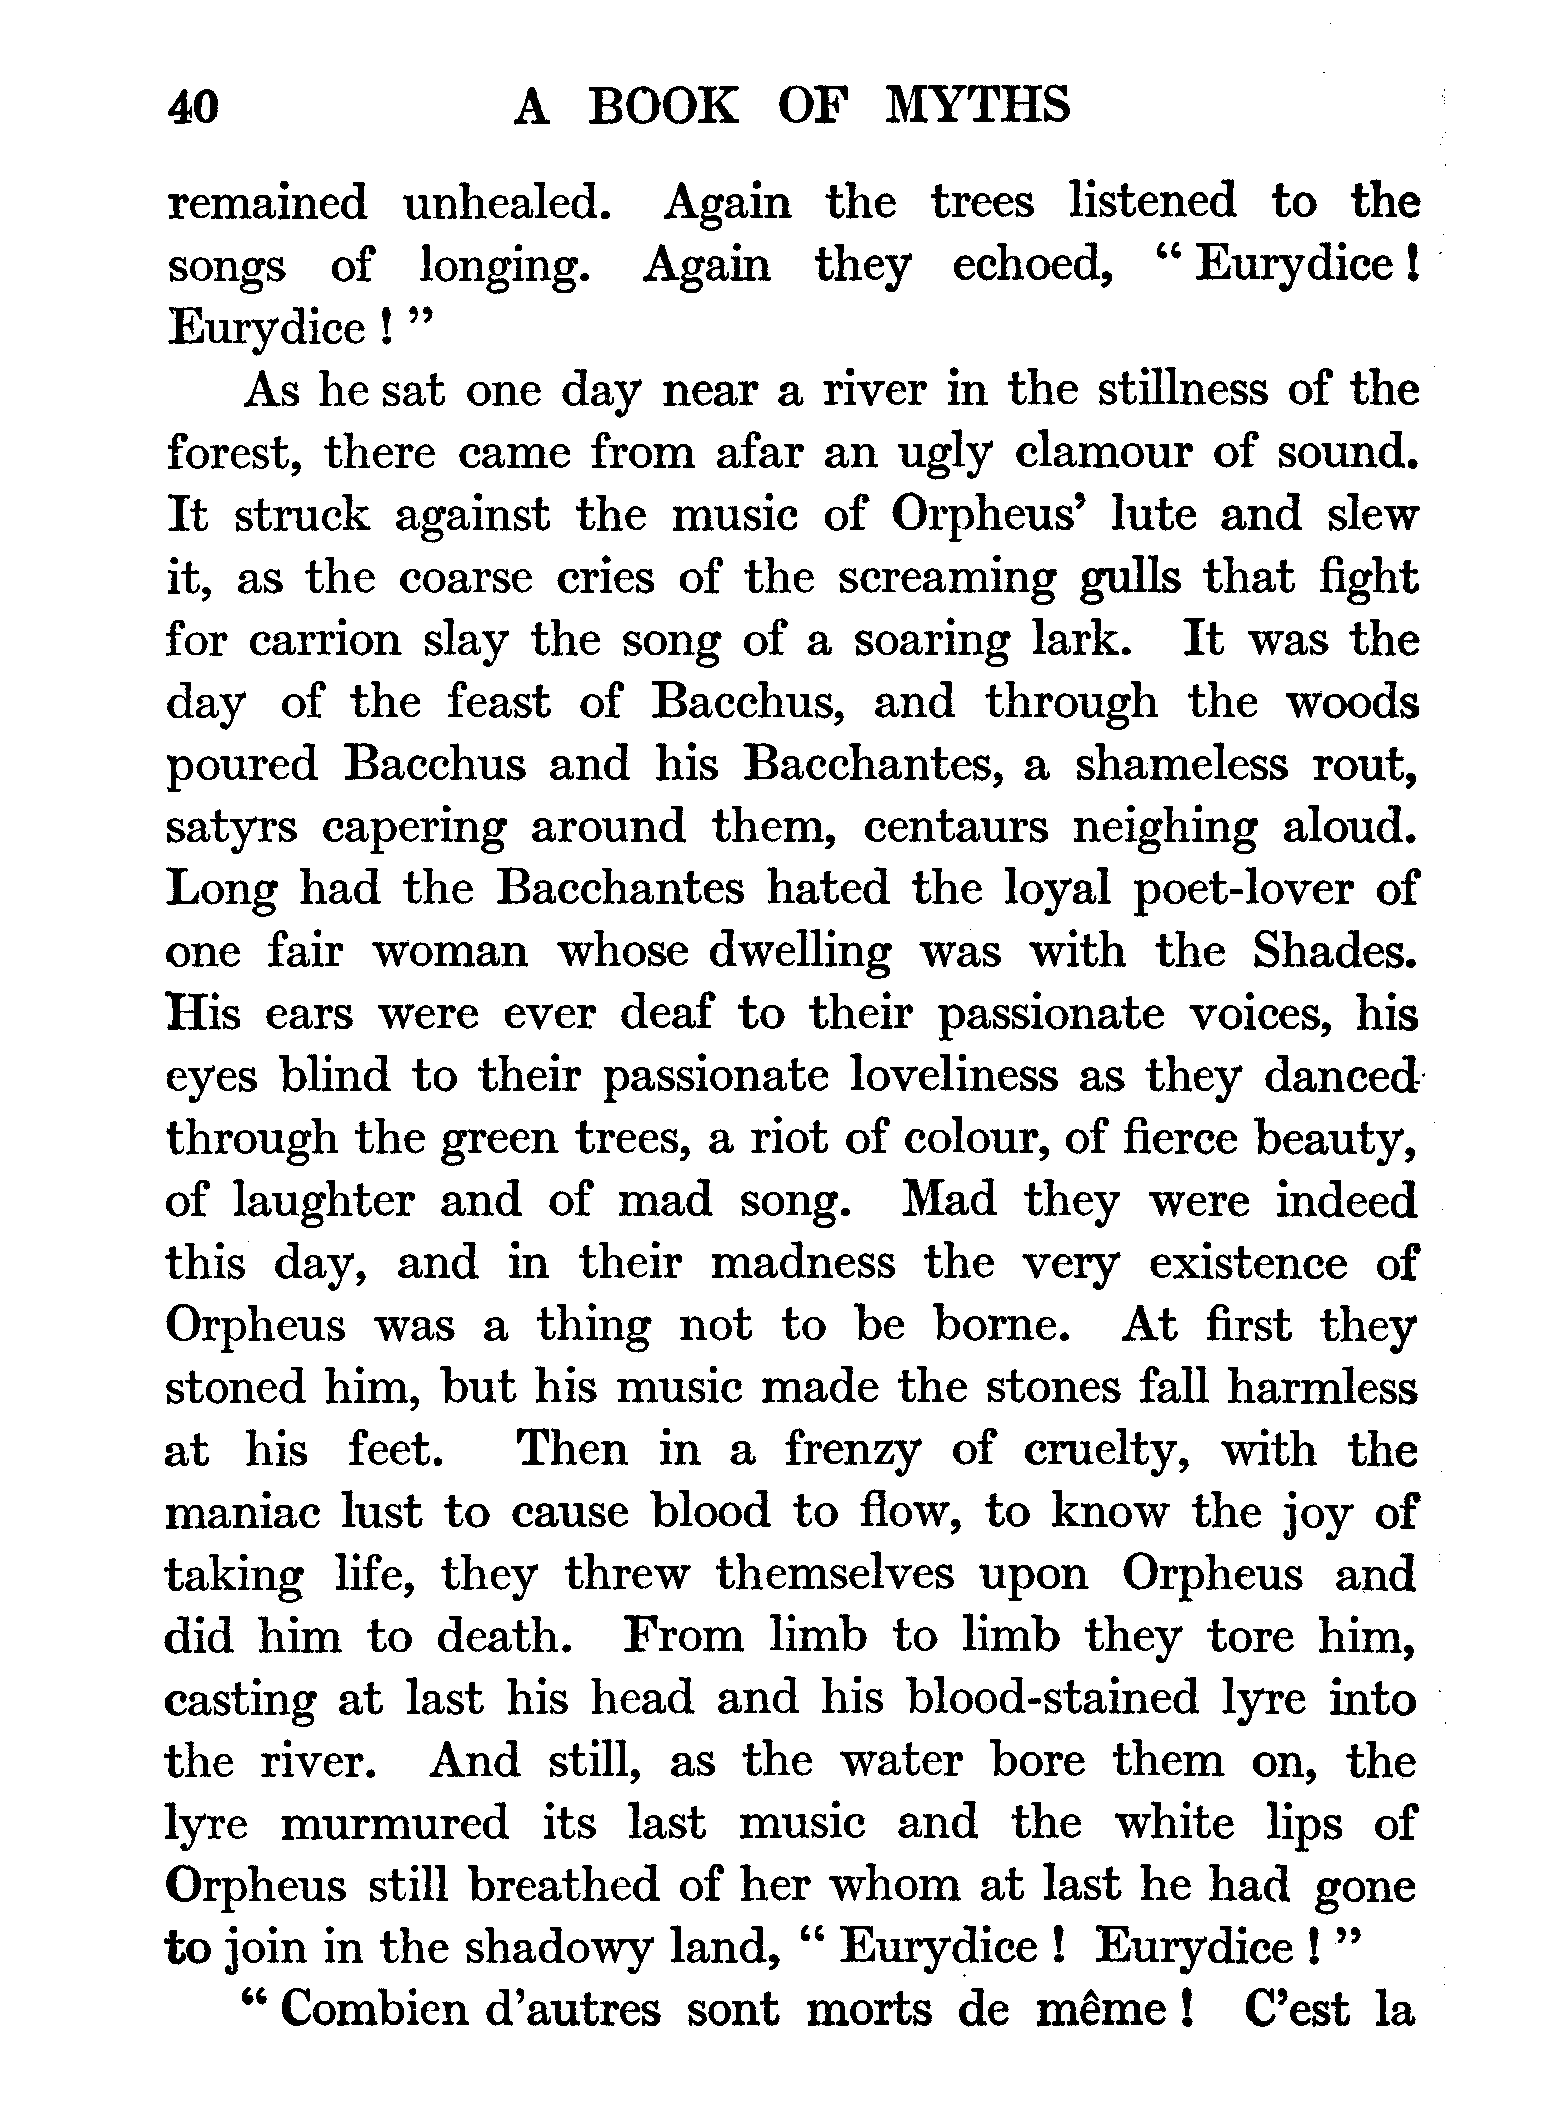 40 A BOOK OF MYTHS
remained unhealed. Again the trees listened to the
songs of longing. Again they echoed, “ Eurydice !
Eurydice ! ”
As he sat one day near a river in the stillness of the
forest, there came from afar an ugly clamour of sound.
It struck against the music of Orpheus’ lute and slew
it, as the coarse cries of the screaming gulls that fight
for carrion slay the song of a soaring lark. It was the
day of the feast of Bacchus, and through the woods
poured Bacchus and his Bacchantes, a shameless rout,
satyrs capering around them, centaurs neighing aloud.
Long had the Bacchantes hated the loyal poet-lover of
one fair woman whose dwelling was with the Shades.
His ears were ever deaf to their passionate voices, his
eyes blind to their passionate loveliness as they danced
through the green trees, a riot of colour, of fierce beauty,
of laughter and of mad song. Mad they were indeed
this day, and in their madness the very existence of
Orpheus was a thing not to be borne. At first they
stoned him, but his music made the stones fall harmless
at his feet. Then in a frenzy of cruelty, with the
maniac lust to cause blood to flow, to know the joy of
taking life, they threw themselves upon Orpheus and
did him to death. From limb to limb they tore him,
casting at last his head and his blood-stained lyre into
the river. And still, as the water bore them on, the
lyre murmured its last music and the white lips of
Orpheus still breathed of her whom at last he had gone
to join in the shadowy land, “ Eurydice ! Eurydice ! ”
“ Combien d’autres sont morts de même ! C’est la